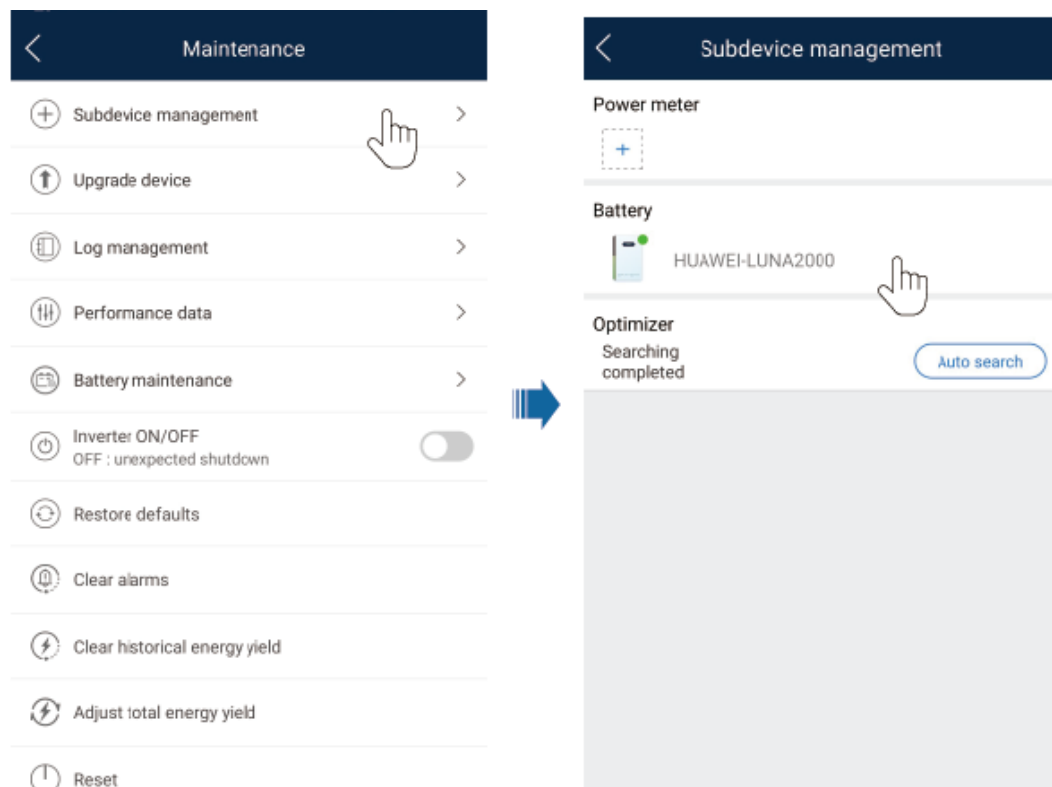 Maintenance
Subdevice management
Upgrade device
Log management
Performance data
Battery maintenance
Inverter ON/OFF
OFF : unexpected shutdown
Restore defaults
Clear alarms
Clear historical energy yield
Adjust total energy yield
Reset
Subdevice management
Power meter
+
Battery
HUAWEI-LUNA2000
Optimizer
Searching
completed
Auto search